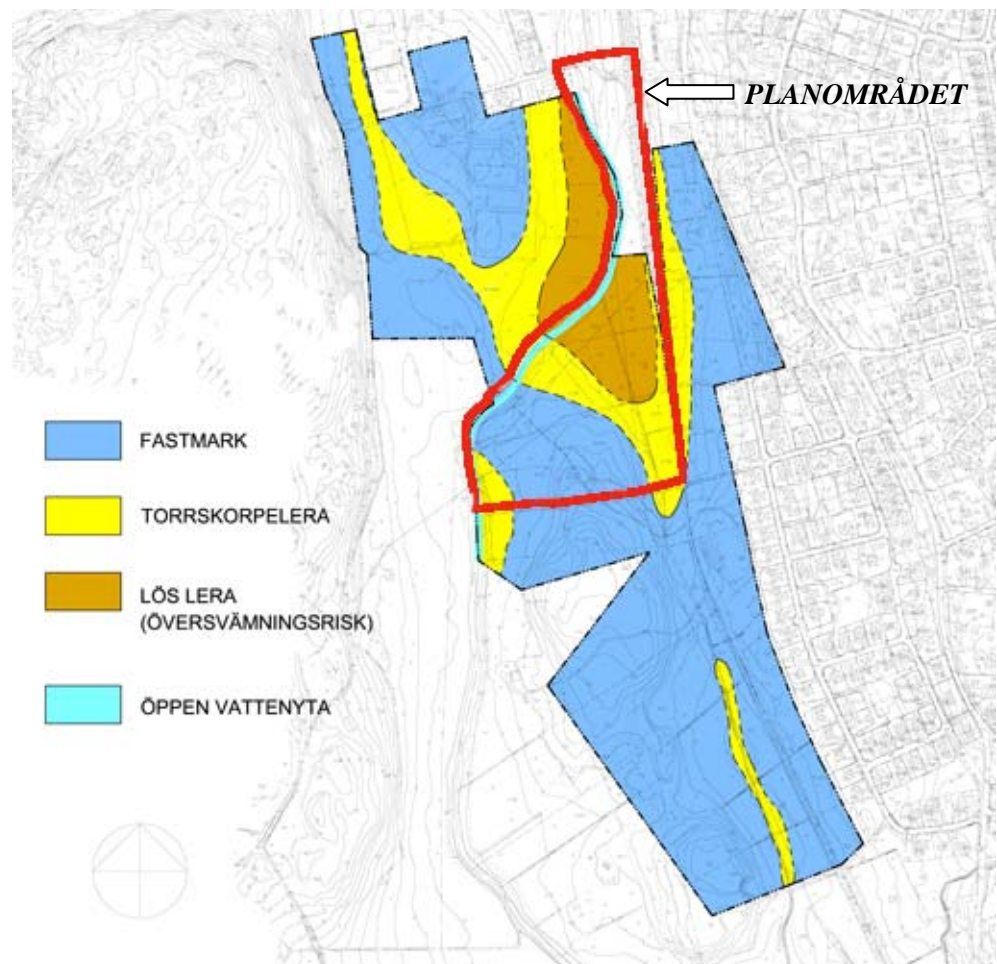 PLANOMRÅDET
FASTMARK
TORRSKORPELERA
LÖS LERA
(ÖVERSVÄMNINGSRISK)
ÖPPEN VATTENYTA